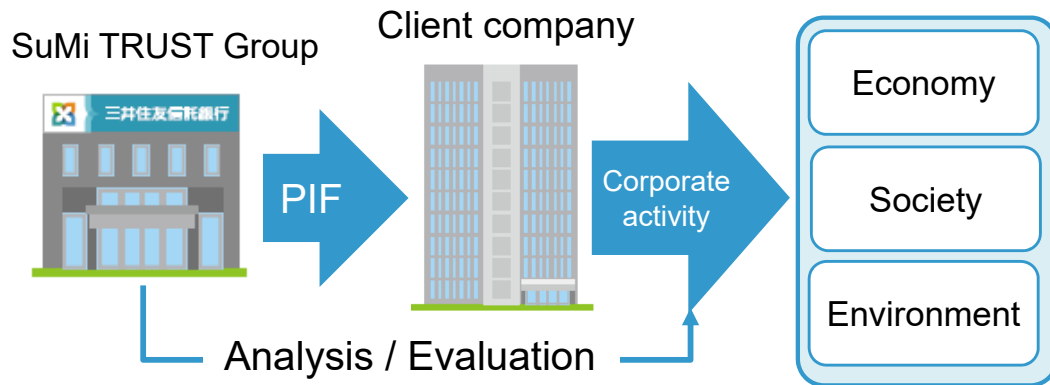 SuMi TRUST Group
三井住友信託銀行
PIF
Client company
Corporate
activity
Economy
Society
Environment
Analysis / Evaluation